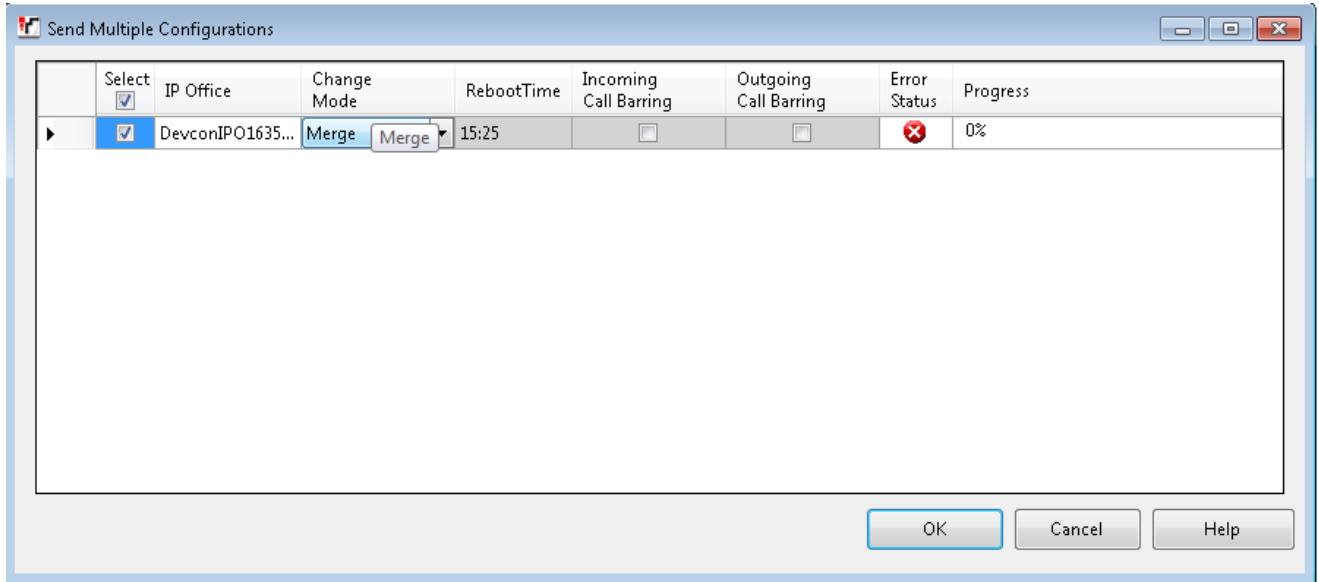 Send Multiple Configurations
Select IP Office Change Mode RebootTime Incoming Call Barring Outgoing Call Barring Error Status Progress
DevconIPO1635... Merge Merge 15:25 0%
OK Cancel Help